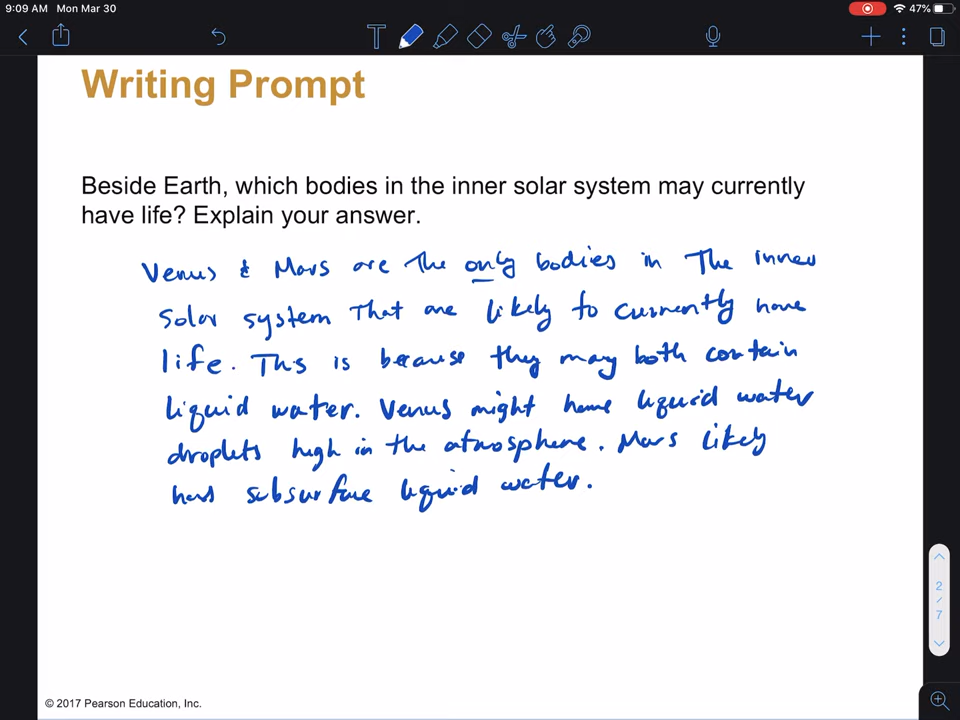 9:09 AM Mon Mar 30
47%
Writing Prompt
Beside Earth, which bodies in the inner solar system may currently
have life? Explain your answer.
Venus & Mars are the only bodies in the inner
solar system that are likely to currently have
life. This is because they may both contain
liquid water. Venus might have liquid water
droplets high in the atmosphere. Mars likely
has subsurface liquid water.
2
7
© 2017 Pearson Education, Inc.